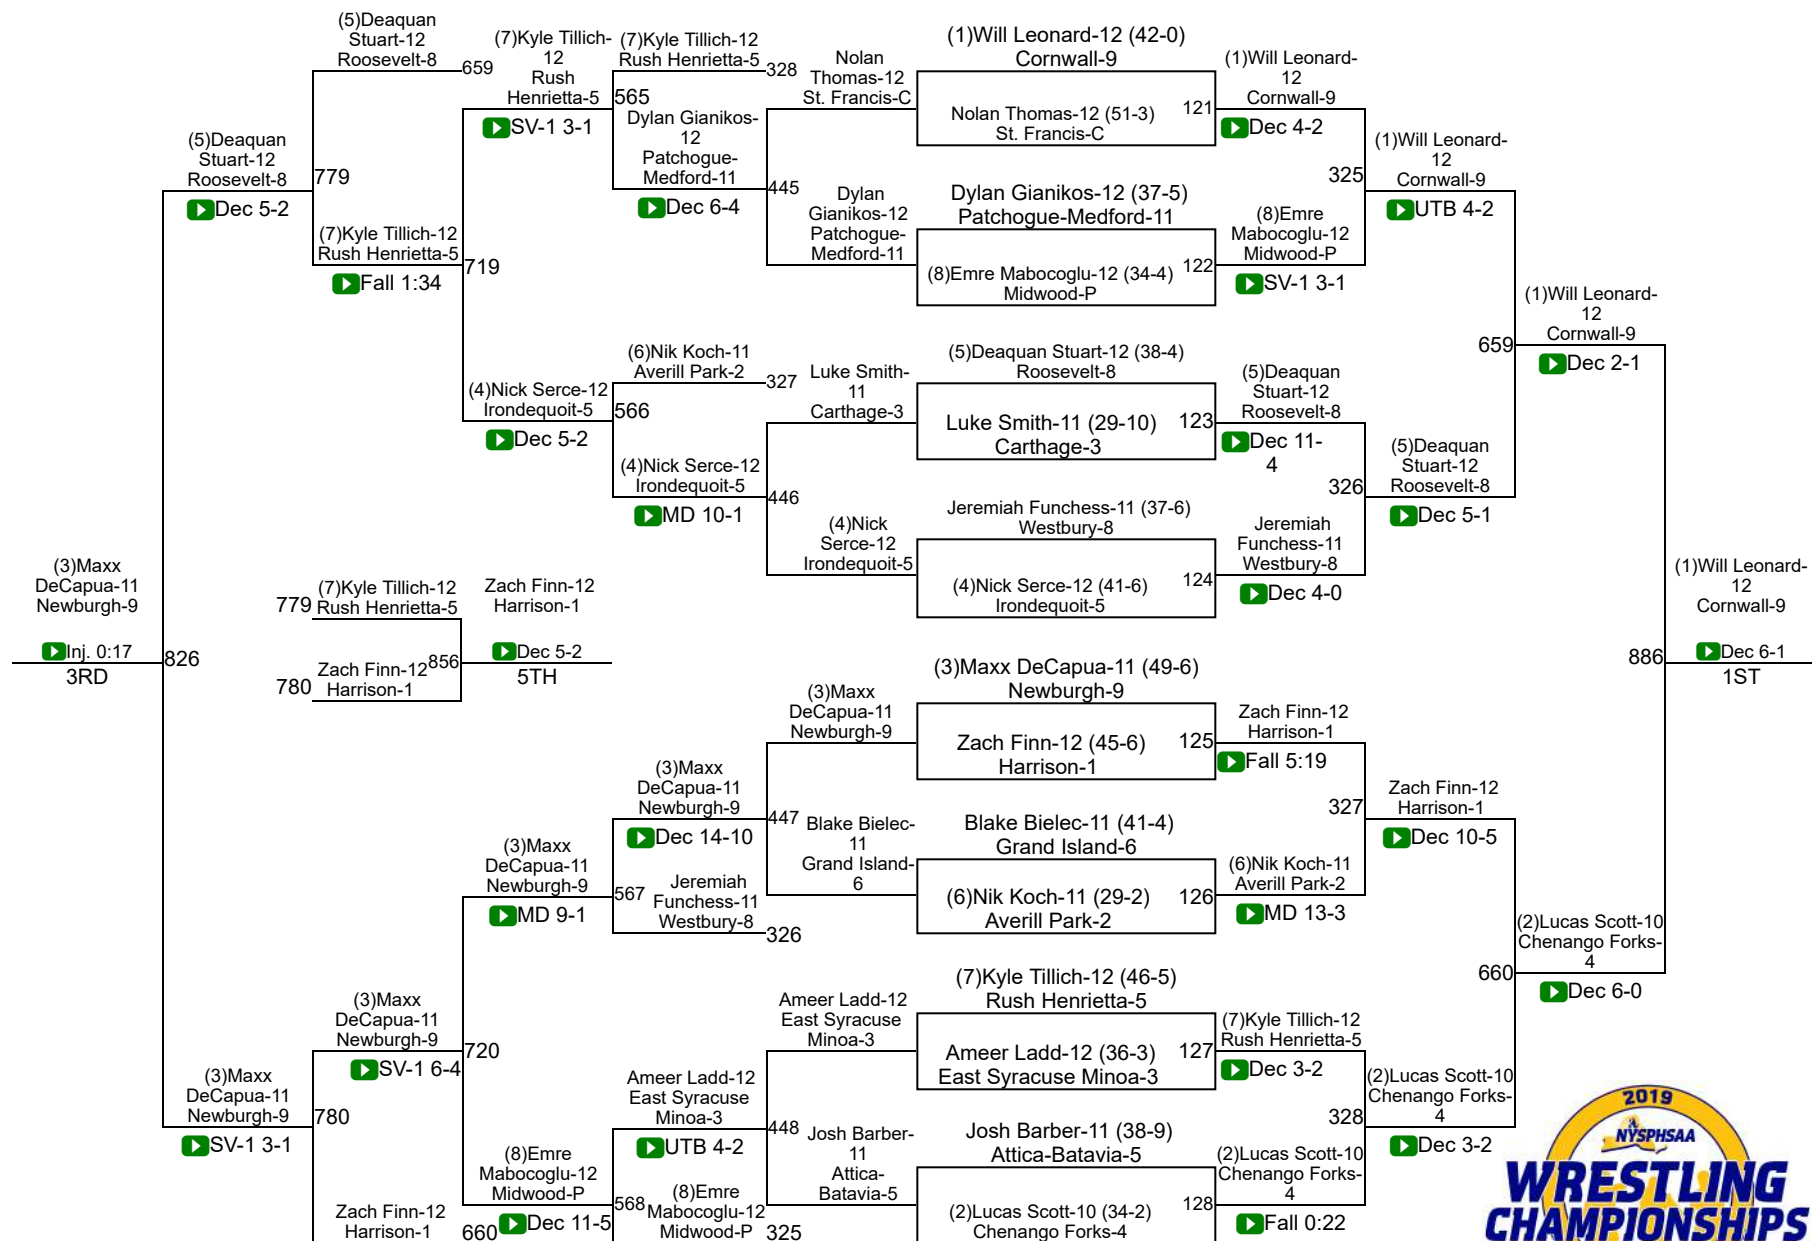 (5)Deaquan
Stuart-12
Roosevelt-8
659
(5)Deaquan
Stuart-12
Roosevelt-8
779
Dec 5-2
(7)Kyle Tillich-12
Rush Henrietta-5
Fall 1:34
719
(7)Kyle Tillich-
12
Rush
Henrietta-5
SV-1 3-1
565
(7)Kyle Tillich-12
Rush Henrietta-5
328
Dylan Gianikos-
12
Patchogue-
Medford-11
Dec 6-4
445
Nolan
Thomas-12
St. Francis-C
Dylan
Gianikos-12
Patchogue-
Medford-11
(1)Will Leonard-12 (42-0)
Cornwall-9
Nolan Thomas-12 (51-3)
St. Francis-C
121
Dylan Gianikos-12 (37-5)
Patchogue-Medford-11
(8)Emre Mabocoglu-12 (34-4)
Midwood-P
122
(1)Will Leonard-
12
Cornwall-9
Dec 4-2
325
(8)Emre
Mabocoglu-12
Midwood-P
SV-1 3-1
(1)Will Leonard-
12
Cornwall-9
UTB 4-2
(4)Nick Serce-12
Irondequoit-5
Dec 5-2
566
(6)Nik Koch-11
Averill Park-2
327
(4)Nick Serce-12
Irondequoit-5
MD 10-1
446
Luke Smith-
11
Carthage-3
(4)Nick
Serce-12
Irondequoit-5
(5)Deaquan Stuart-12 (38-4)
Roosevelt-8
Luke Smith-11 (29-10)
Carthage-3
123
Jeremiah Funchess-11 (37-6)
Westbury-8
(4)Nick Serce-12 (41-6)
Irondequoit-5
124
(5)Deaquan
Stuart-12
Roosevelt-8
Dec 11-
4
326
Jeremiah
Funchess-11
Westbury-8
Dec 4-0
(5)Deaquan
Stuart-12
Roosevelt-8
Dec 5-1
659
(1)Will Leonard-
12
Cornwall-9
Dec 2-1
(3)Maxx
DeCapua-11
Newburgh-9
Inj. 0:17
3RD
826
779
(7)Kyle Tillich-12
Rush Henrietta-5
780
Zach Finn-12
Harrison-1
856
Zach Finn-12
Harrison-1
Dec 5-2
5TH
886
(1)Will Leonard-
12
Cornwall-9
Dec 6-1
1ST
(3)Maxx
DeCapua-11
Newburgh-9
MD 9-1
567
(3)Maxx
DeCapua-11
Newburgh-9
Dec 14-10
Jeremiah
Funchess-11
Westbury-8
326
447
(3)Maxx
DeCapua-11
Newburgh-9
Blake Bielec-
11
Grand Island-
6
(3)Maxx DeCapua-11 (49-6)
Newburgh-9
Zach Finn-12 (45-6)
Harrison-1
125
Blake Bielec-11 (41-4)
Grand Island-6
(6)Nik Koch-11 (29-2)
Averill Park-2
126
Zach Finn-12
Harrison-1
Fall 5:19
327
(6)Nik Koch-11
Averill Park-2
MD 13-3
Zach Finn-12
Harrison-1
Dec 10-5
660
(2)Lucas Scott-10
Chenango Forks-
4
Dec 6-0
(3)Maxx
DeCapua-11
Newburgh-9
SV-1 3-1
780
(3)Maxx
DeCapua-11
Newburgh-9
SV-1 6-4
720
Zach Finn-12
Harrison-1
660
(8)Emre
Mabocoglu-12
Midwood-P
Dec 11-5
568
Ameer Ladd-12
East Syracuse
Minoa-3
UTB 4-2
(8)Emre
Mabocoglu-12
Midwood-P
325
448
Ameer Ladd-12
East Syracuse
Minoa-3
Josh Barber-
11
Attica-
Batavia-5
(7)Kyle Tillich-12 (46-5)
Rush Henrietta-5
Ameer Ladd-12 (36-3)
East Syracuse Minoa-3
127
Josh Barber-11 (38-9)
Attica-Batavia-5
(2)Lucas Scott-10 (34-2)
Chenango Forks-4
128
(7)Kyle Tillich-12
Rush Henrietta-5
Dec 3-2
328
(2)Lucas Scott-10
Chenango Forks-
4
Fall 0:22
(2)Lucas Scott-10
Chenango Forks-
4
Dec 3-2
2019
NYSPHSAA
WRESTLING
CHAMPIONSHIPS